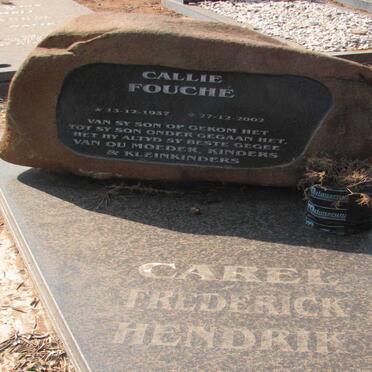 CALLIE
FOUCHÉ
* 13-12-1937 27-12-2002
VAN SY SON OP GEKOM HET
TOT SY SON ONDER GEGAAN HET,
HET HY ALTYD SY BESTE GEGEE.
VAN OU MOEDER, KINDERS
& KLEINKINDERS
CAREL
FREDERICK
HENDRIK